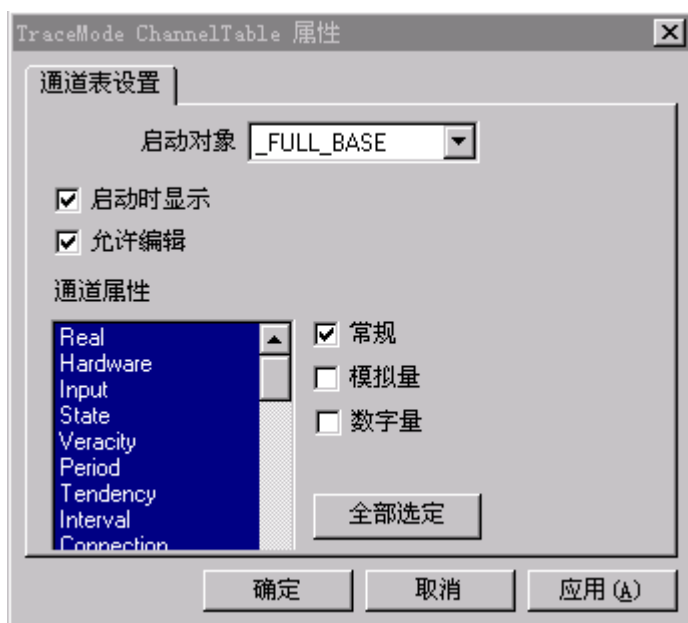 TraceMode ChannelTable 属性
通道表设置
启动对象 _FULL_BASE
启动时显示
允许编辑
通道属性
Real
Hardware
Input
State
Veracity
Period
Tendency
Interval
Connection
常规
模拟量
数字量
全部选定
确定 取消 应用(A)